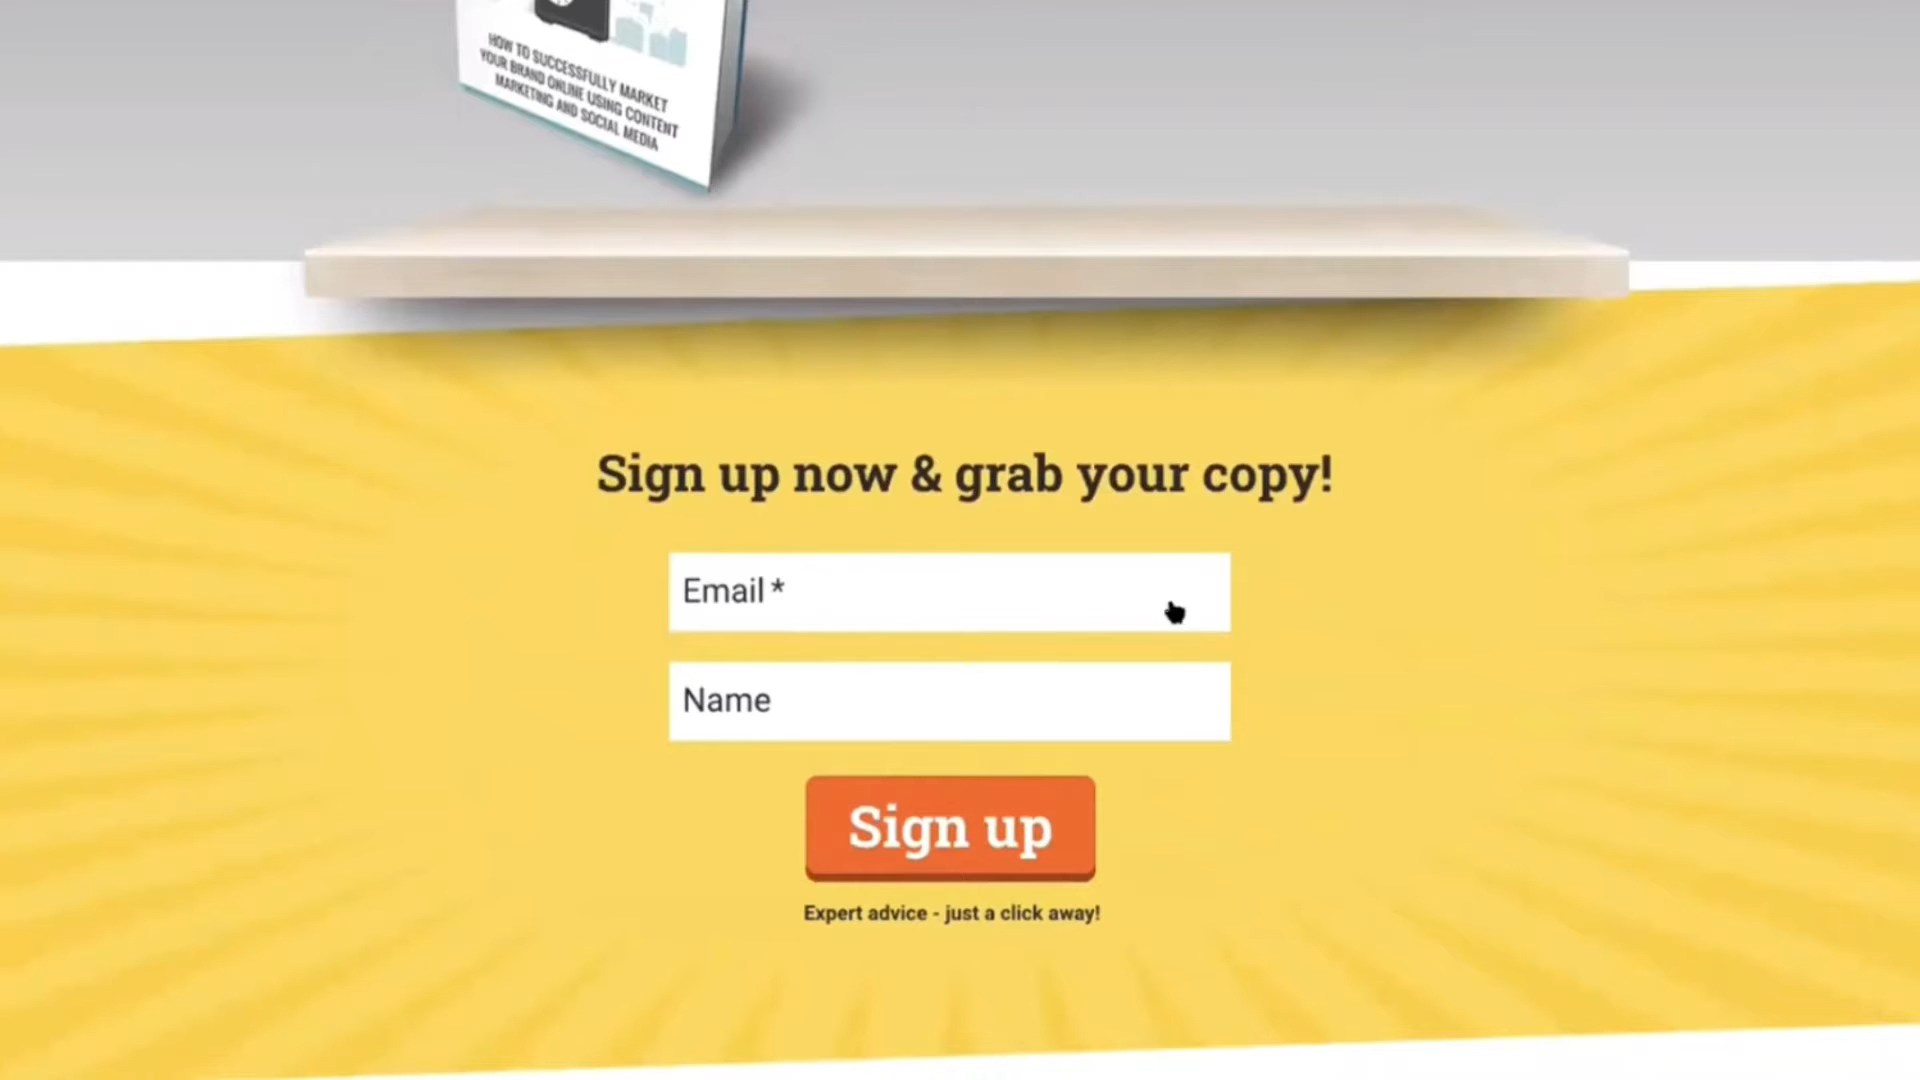 HOW TO SUCCESSFULLY MARKET
YOUR BRAND ONLINE USING CONTENT
MARKETING AND SOCIAL MEDIA
Sign up now & grab your copy!
Email *
Name
Sign up
Expert advice - just a click away!